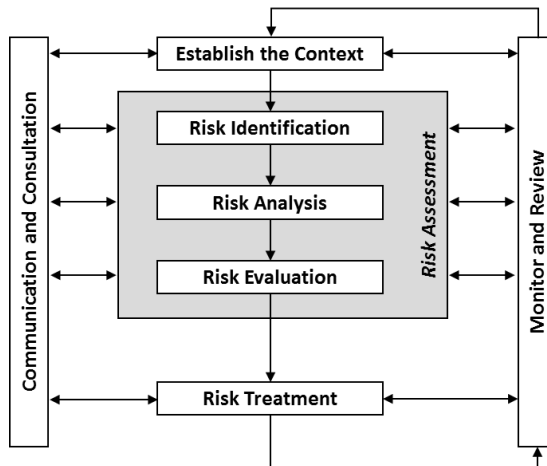 Establish the Context
Communication and Consultation
Risk Identification
Risk Analysis
Risk Evaluation
Risk Assessment
Monitor and Review
Risk Treatment